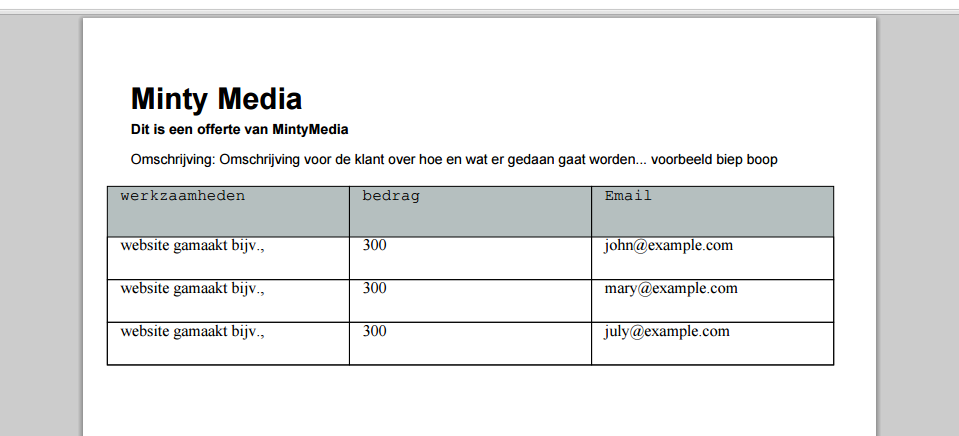 Minty Media
Dit is een offerte van MintyMedia
Omschrijving: Omschrijving voor de klant over hoe en wat er gedaan gaat worden... voorbeeld biep boop
werkzaamheden bedrag Email
website gamaakt bijv., 300 john@example.com
website gamaakt bijv., 300 mary@example.com
website gamaakt bijv., 300 july@example.com